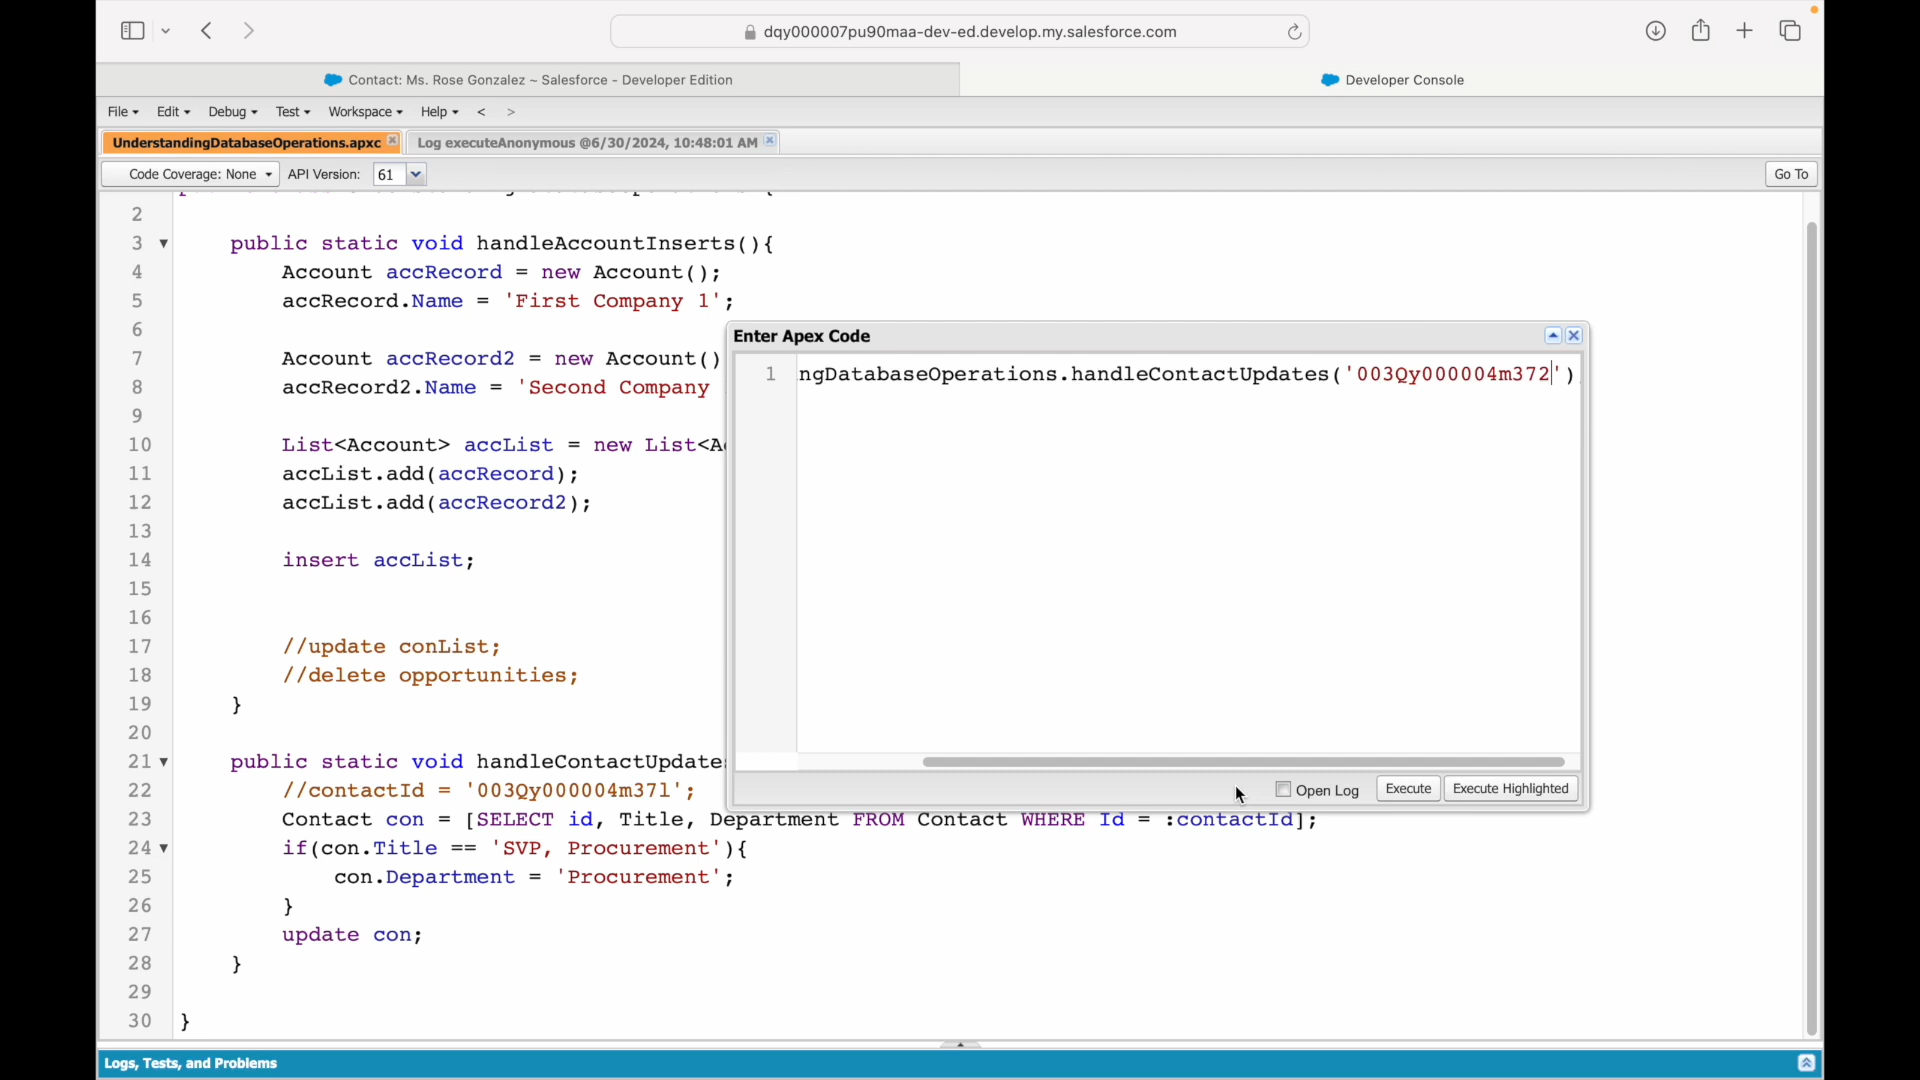 dqy000007pu90maa-dev-ed.develop.my.salesforce.com
Contact: Ms. Rose Gonzalez ~ Salesforce - Developer Edition
Developer Console
File Edit Debug Test Workspace Help < >
UnderstandingDatabaseOperations.apxc
Log executeAnonymous @6/30/2024, 10:48:01 AM
Code Coverage: None API Version: 61 Go To
2
3 public static void handleAccountInserts(){
4 Account accRecord = new Account();
5 accRecord.Name = 'First Company 1';
6
7 Account accRecord2 = new Account()
8 accRecord2.Name = 'Second Company
9
10 List<Account> accList = new List<A
11 accList.add(accRecord);
12 accList.add(accRecord2);
13
14 insert accList;
15
16
17 //update conList;
18 //delete opportunities;
19 }
20
21 public static void handleContactUpdate
22 //contactId = '003Qy000004m37l';
23 Contact con = [SELECT id, Title, Department FROM Contact WHERE Id = :contactId];
24 if(con.Title == 'SVP, Procurement'){
25 con.Department = 'Procurement';
26 }
27 update con;
28 }
29
30 }
Enter Apex Code
1 ngDatabaseOperations.handleContactUpdates('003Qy000004m372')
Open Log Execute Execute Highlighted
Logs, Tests, and Problems